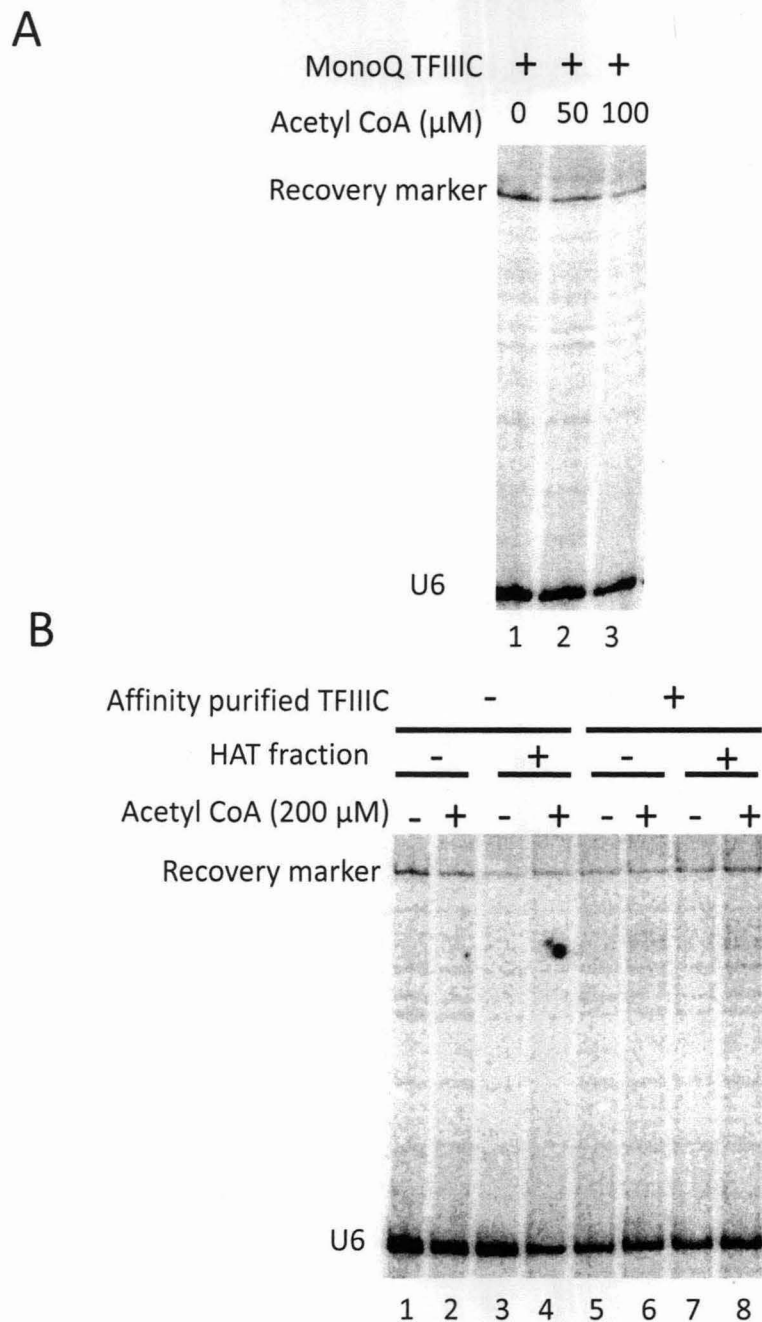 A
MonoQ TFIIIC + + +
Acetyl CoA (µM) 0 50 100
Recovery marker
U6
1 2 3
B
Affinity purified TFIIIC - +
HAT fraction - + - +
Acetyl CoA (200 µM) - + - + - + - +
Recovery marker
U6
1 2 3 4 5 6 7 8